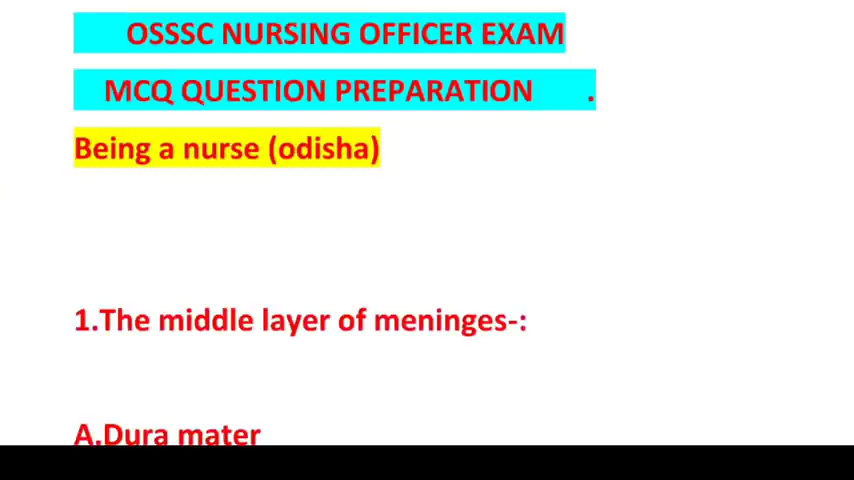 OSSSC NURSING OFFICER EXAM
MCQ QUESTION PREPARATION .
Being a nurse (odisha)
1.The middle layer of meninges-:
A.Dura mater